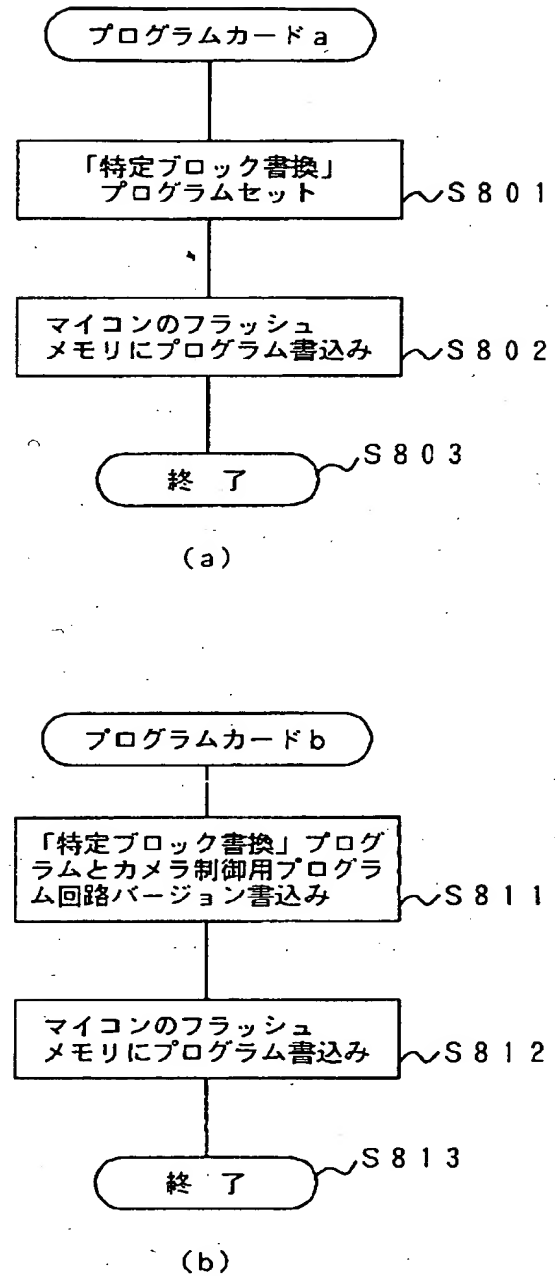 プログラムカードa
「特定ブロック書換」
プログラムセット
S801
マイコンのフラッシュ
メモリにプログラム書込み
S802
S803
終 了
(a)
プログラムカードb
「特定ブロック書換」プログ
ラムとカメラ制御用プログラ
ム回路バージョン書込み
S811
マイコンのフラッシュ
メモリにプログラム書込み
S812
S813
終 了
(b)